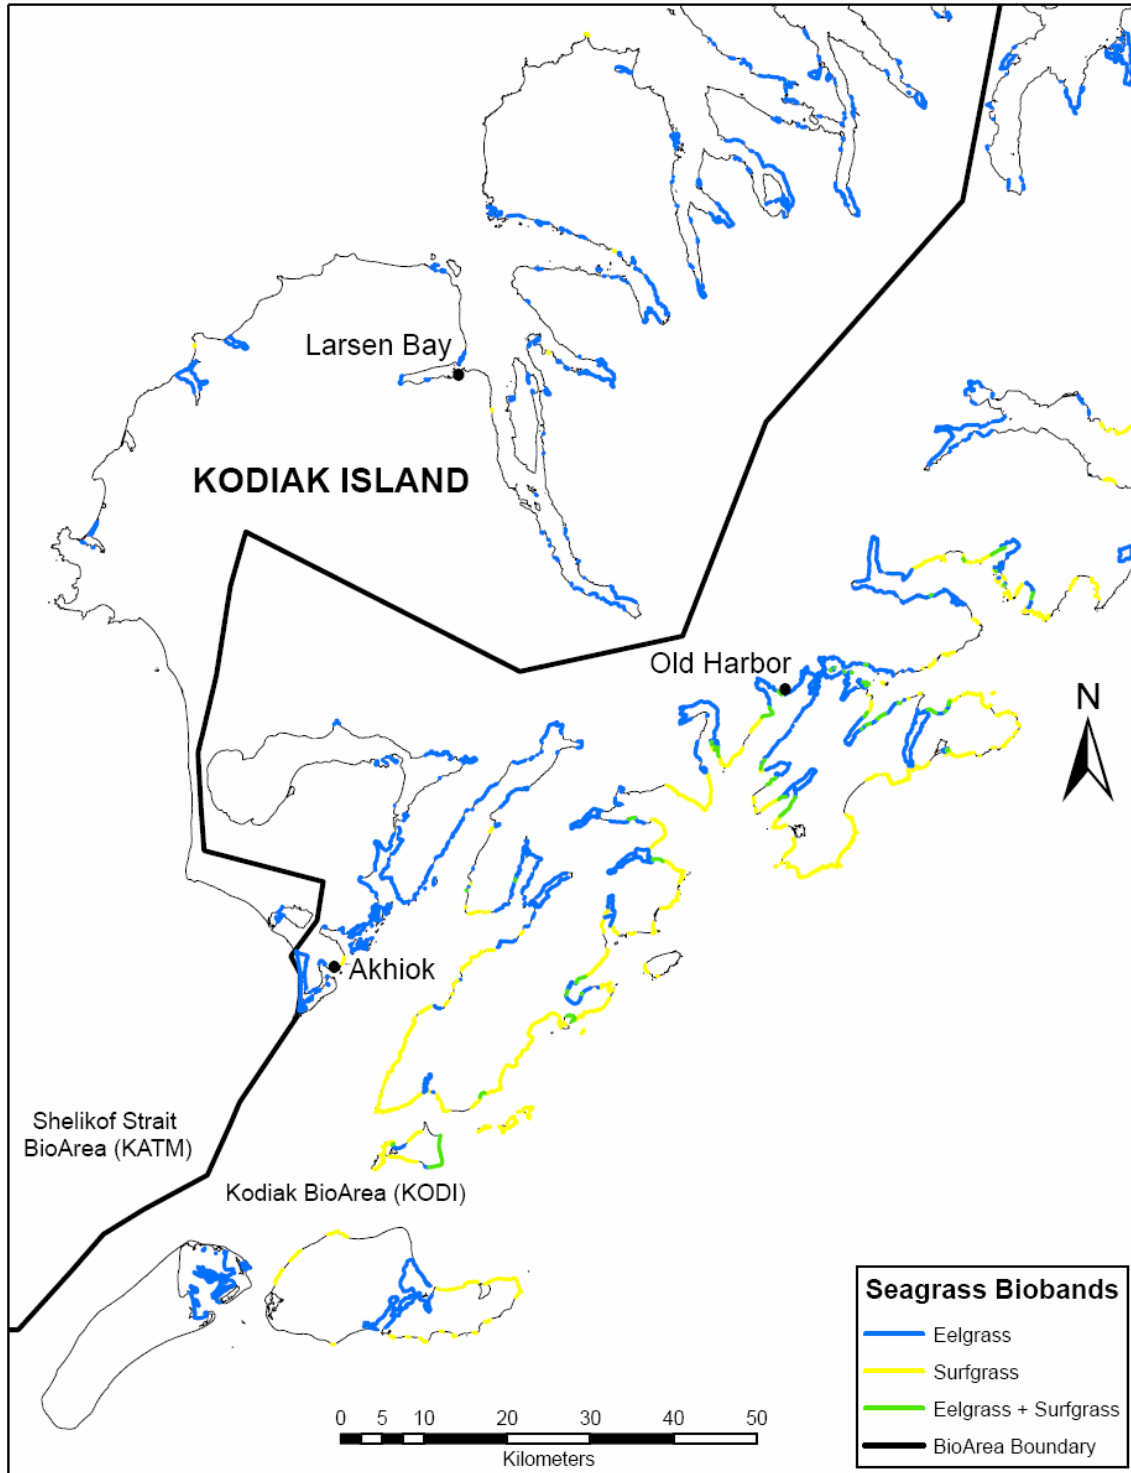 Larsen Bay
KODIAK ISLAND
Old Harbor
N
Akhiok
Shelikof Strait
BioArea (KATM)
Kodiak BioArea (KODI)
Seagrass Biobands
Eelgrass
Surfgrass
Eelgrass + Surfgrass
BioArea Boundary
0 5 10 20 30 40 50
Kilometers